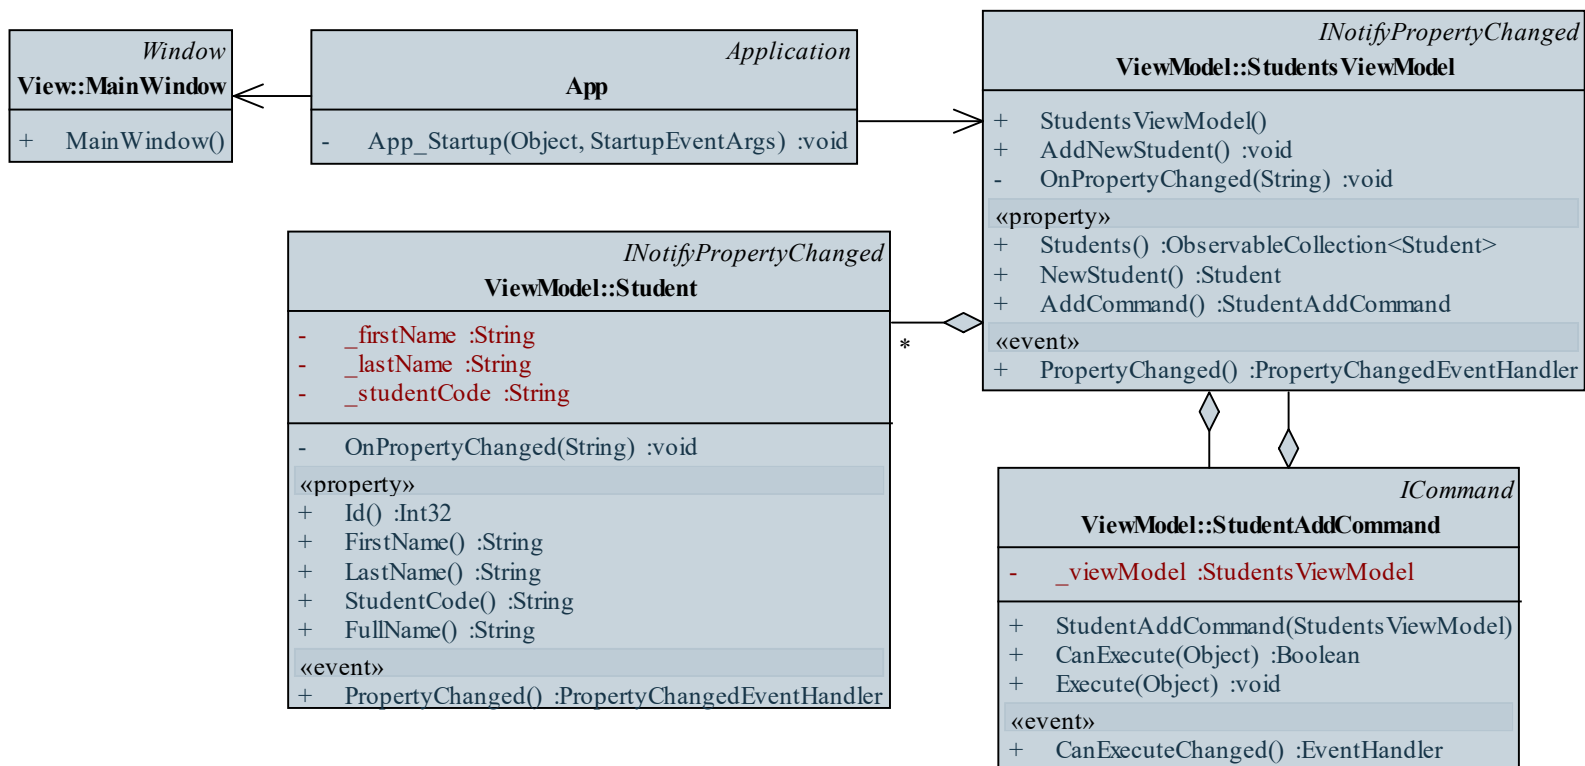 Window
View::MainWindow
+ MainWindow()
Application
App
- App_Startup(Object, StartupEventArgs) :void
INotifyPropertyChanged
ViewModel::StudentsViewModel
+ StudentsViewModel()
+ AddNewStudent() :void
- OnPropertyChanged(String) :void
«property»
+ Students() :ObservableCollection<Student>
+ NewStudent() :Student
+ AddCommand() :StudentAddCommand
«event»
+ PropertyChanged() :PropertyChangedEventHandler
INotifyPropertyChanged
ViewModel::Student
- _firstName :String
- _lastName :String
- _studentCode :String
- OnPropertyChanged(String) :void
«property»
+ Id() :Int32
+ FirstName() :String
+ LastName() :String
+ StudentCode() :String
+ FullName() :String
«event»
+ PropertyChanged() :PropertyChangedEventHandler
*
ICommand
ViewModel::StudentAddCommand
- _viewModel :StudentsViewModel
+ StudentAddCommand(StudentsViewModel)
+ CanExecute(Object) :Boolean
+ Execute(Object) :void
«event»
+ CanExecuteChanged() :EventHandler